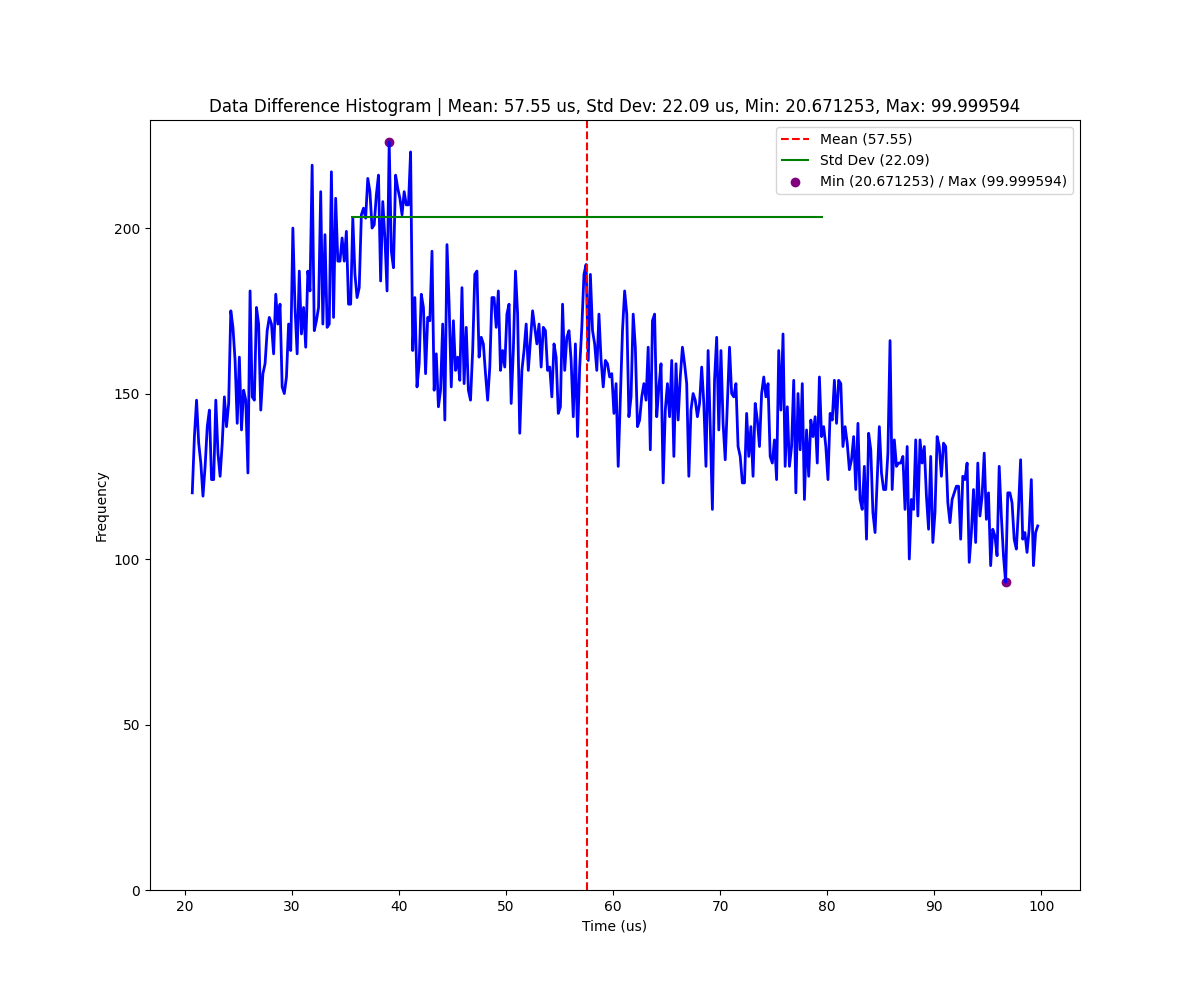 Data Difference Histogram | Mean: 57.55 us, Std Dev: 22.09 us, Min: 20.671253, Max: 99.999594
Mean (57.55)
Std Dev (22.09)
Min (20.671253) / Max (99.999594)
200
150
100
50
0
Frequency
20 30 40 50 60 70 80 90 100
Time (us)